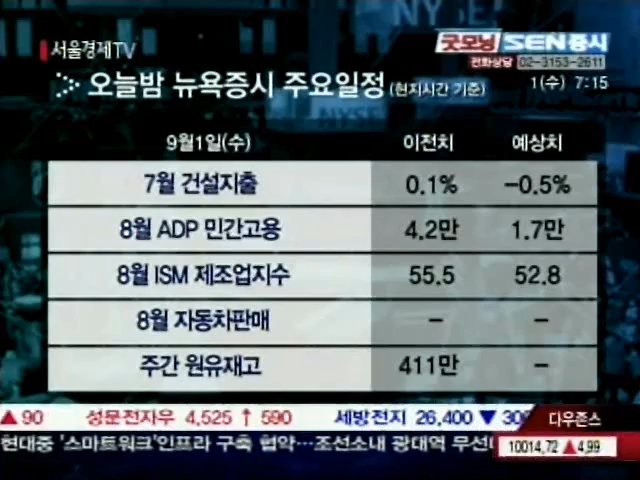 NYSE
서울경제TV
굿모닝 SEN증시
전화상담 02-3153-2611
오늘밤 뉴욕증시 주요일정 (현지시간 기준)
1(수) 7:15
NYSE
9월1일(수) 이전치 예상치
7월 건설지출 0.1% -0.5%
8월 ADP 민간고용 4.2만 1.7만
8월 ISM 제조업지수 55.5 52.8
8월 자동차판매 - -
주간 원유재고 411만 -
▲90 성문전자우 4,525 ↑ 590 세방전지 26,400 ▼ 300
다우존스
현대중 '스마트워크'인프라 구축 협약...조선소내 광대역 무선
10014.72 ▲4.99